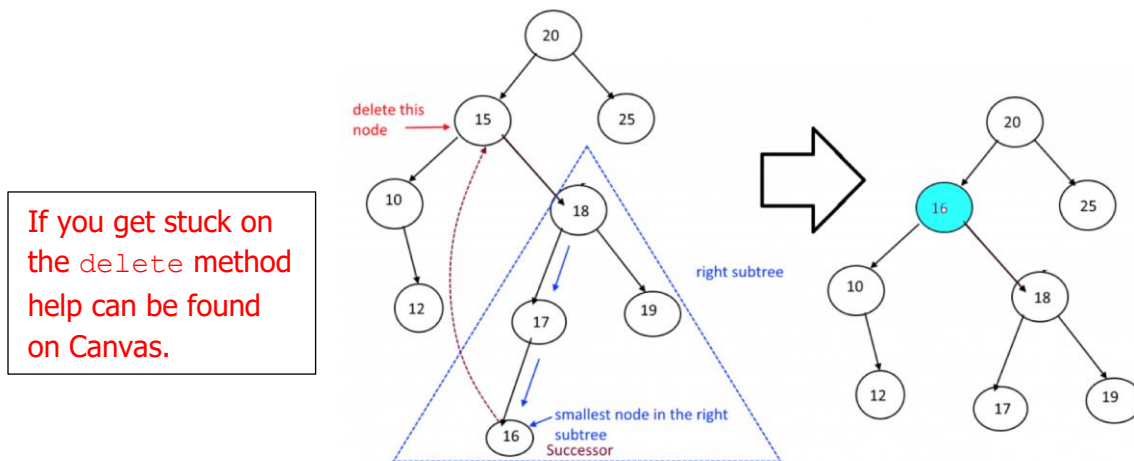 If you get stuck on
the delete method
help can be found
on Canvas.
20
delete this
node
15
25
10
18
right subtree
12
17
19
smallest node in the right
subtree
16
Successor
20
16
25
10
18
12
17
19